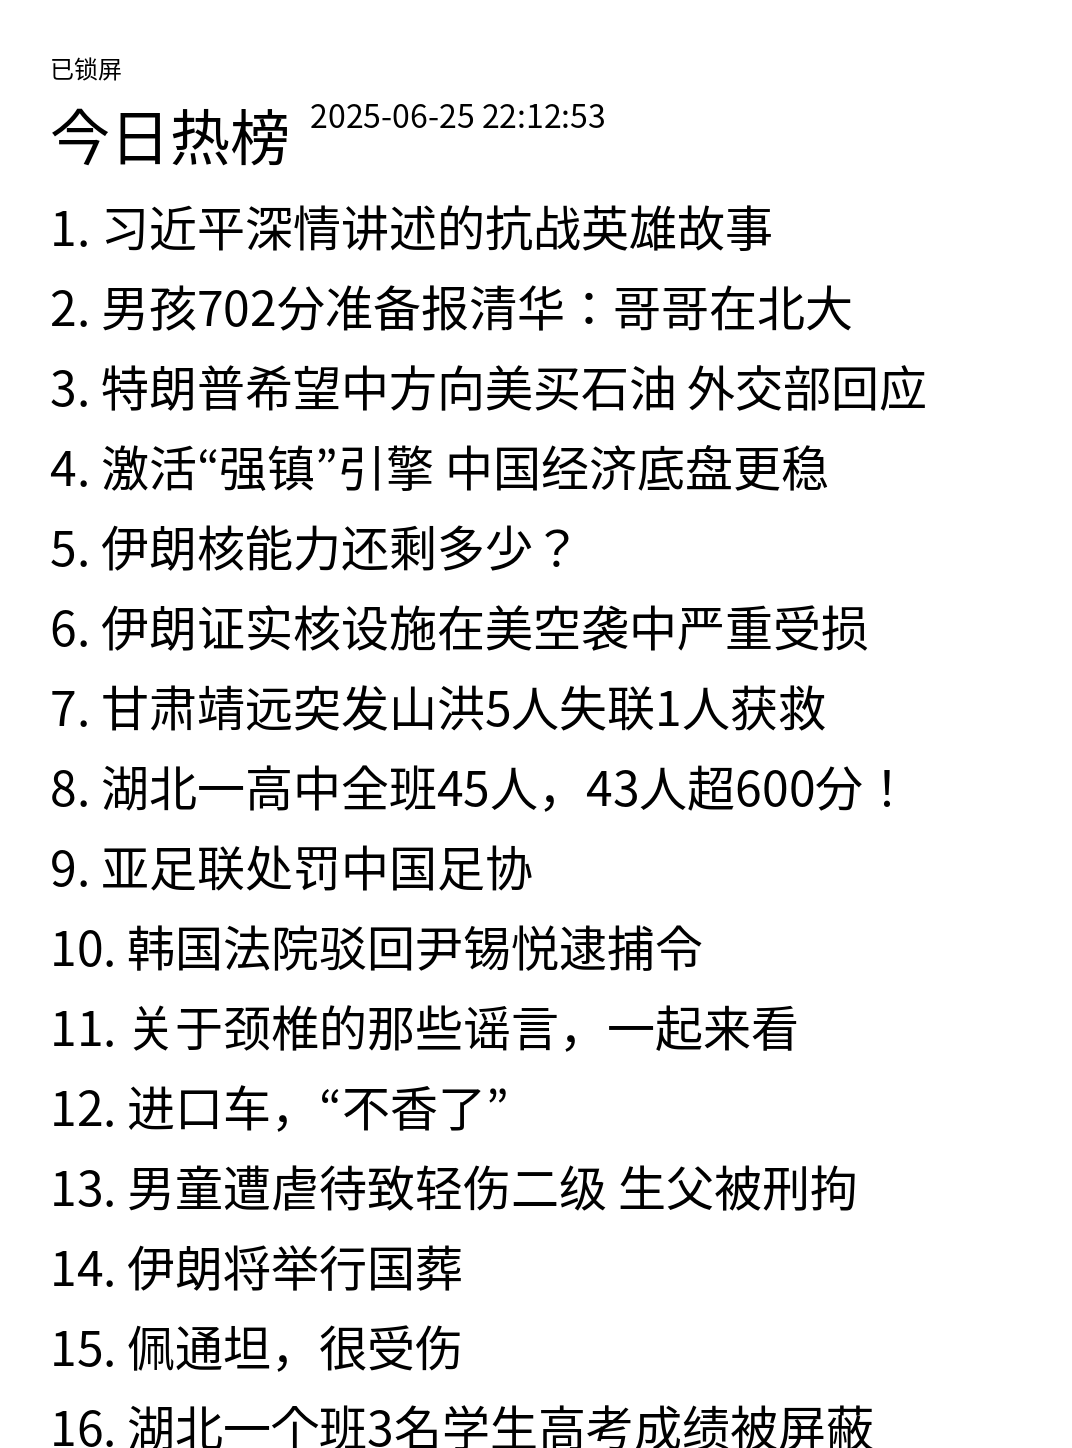 已锁屏
今日热榜 2025-06-25 22:12:53
1. 习近平深情讲述的抗战英雄故事
2. 男孩702分准备报清华：哥哥在北大
3. 特朗普希望中方向美买石油 外交部回应
4. 激活“强镇”引擎 中国经济底盘更稳
5. 伊朗核能力还剩多少？
6. 伊朗证实核设施在美空袭中严重受损
7. 甘肃靖远突发山洪5人失联1人获救
8. 湖北一高中全班45人，43人超600分！
9. 亚足联处罚中国足协
10. 韩国法院驳回尹锡悦逮捕令
11. 关于颈椎的那些谣言，一起来看
12. 进口车，“不香了”
13. 男童遭虐待致轻伤二级 生父被刑拘
14. 伊朗将举行国葬
15. 佩通坦，很受伤
16. 湖北一个班3名学生高考成绩被屏蔽